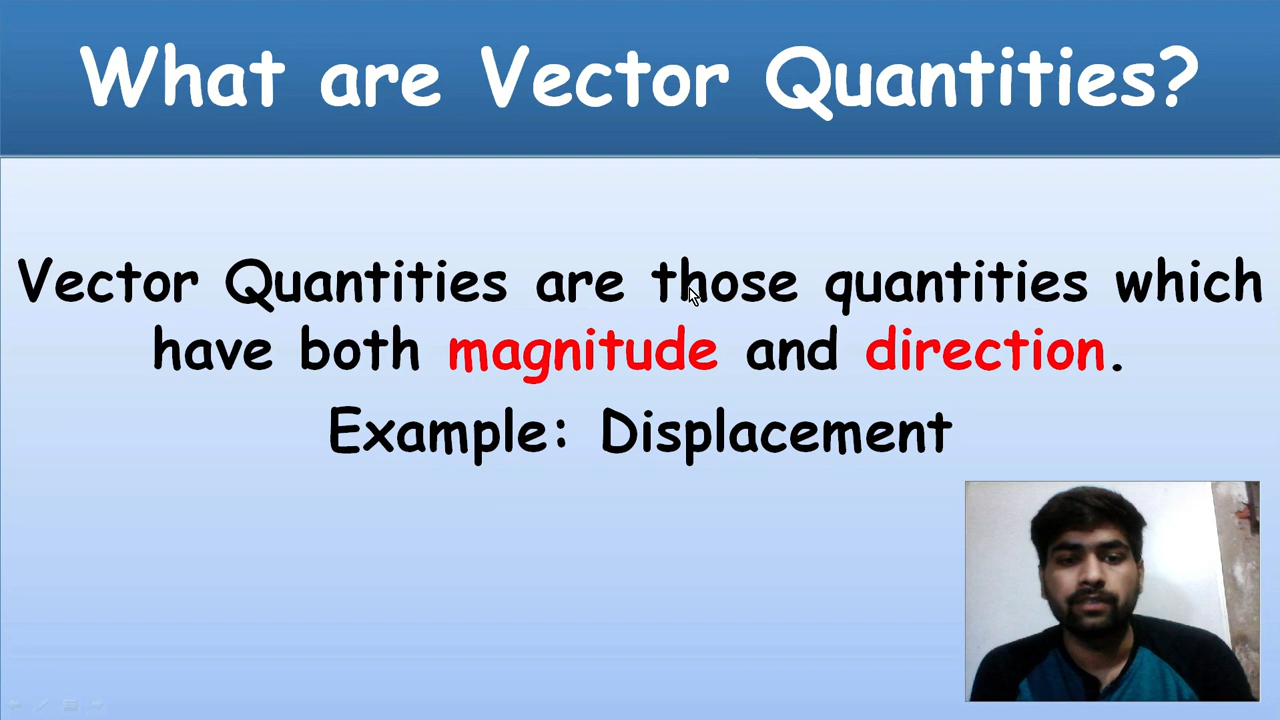 What are Vector Quantities?
Vector Quantities are those quantities which
have both magnitude and direction.
Example: Displacement